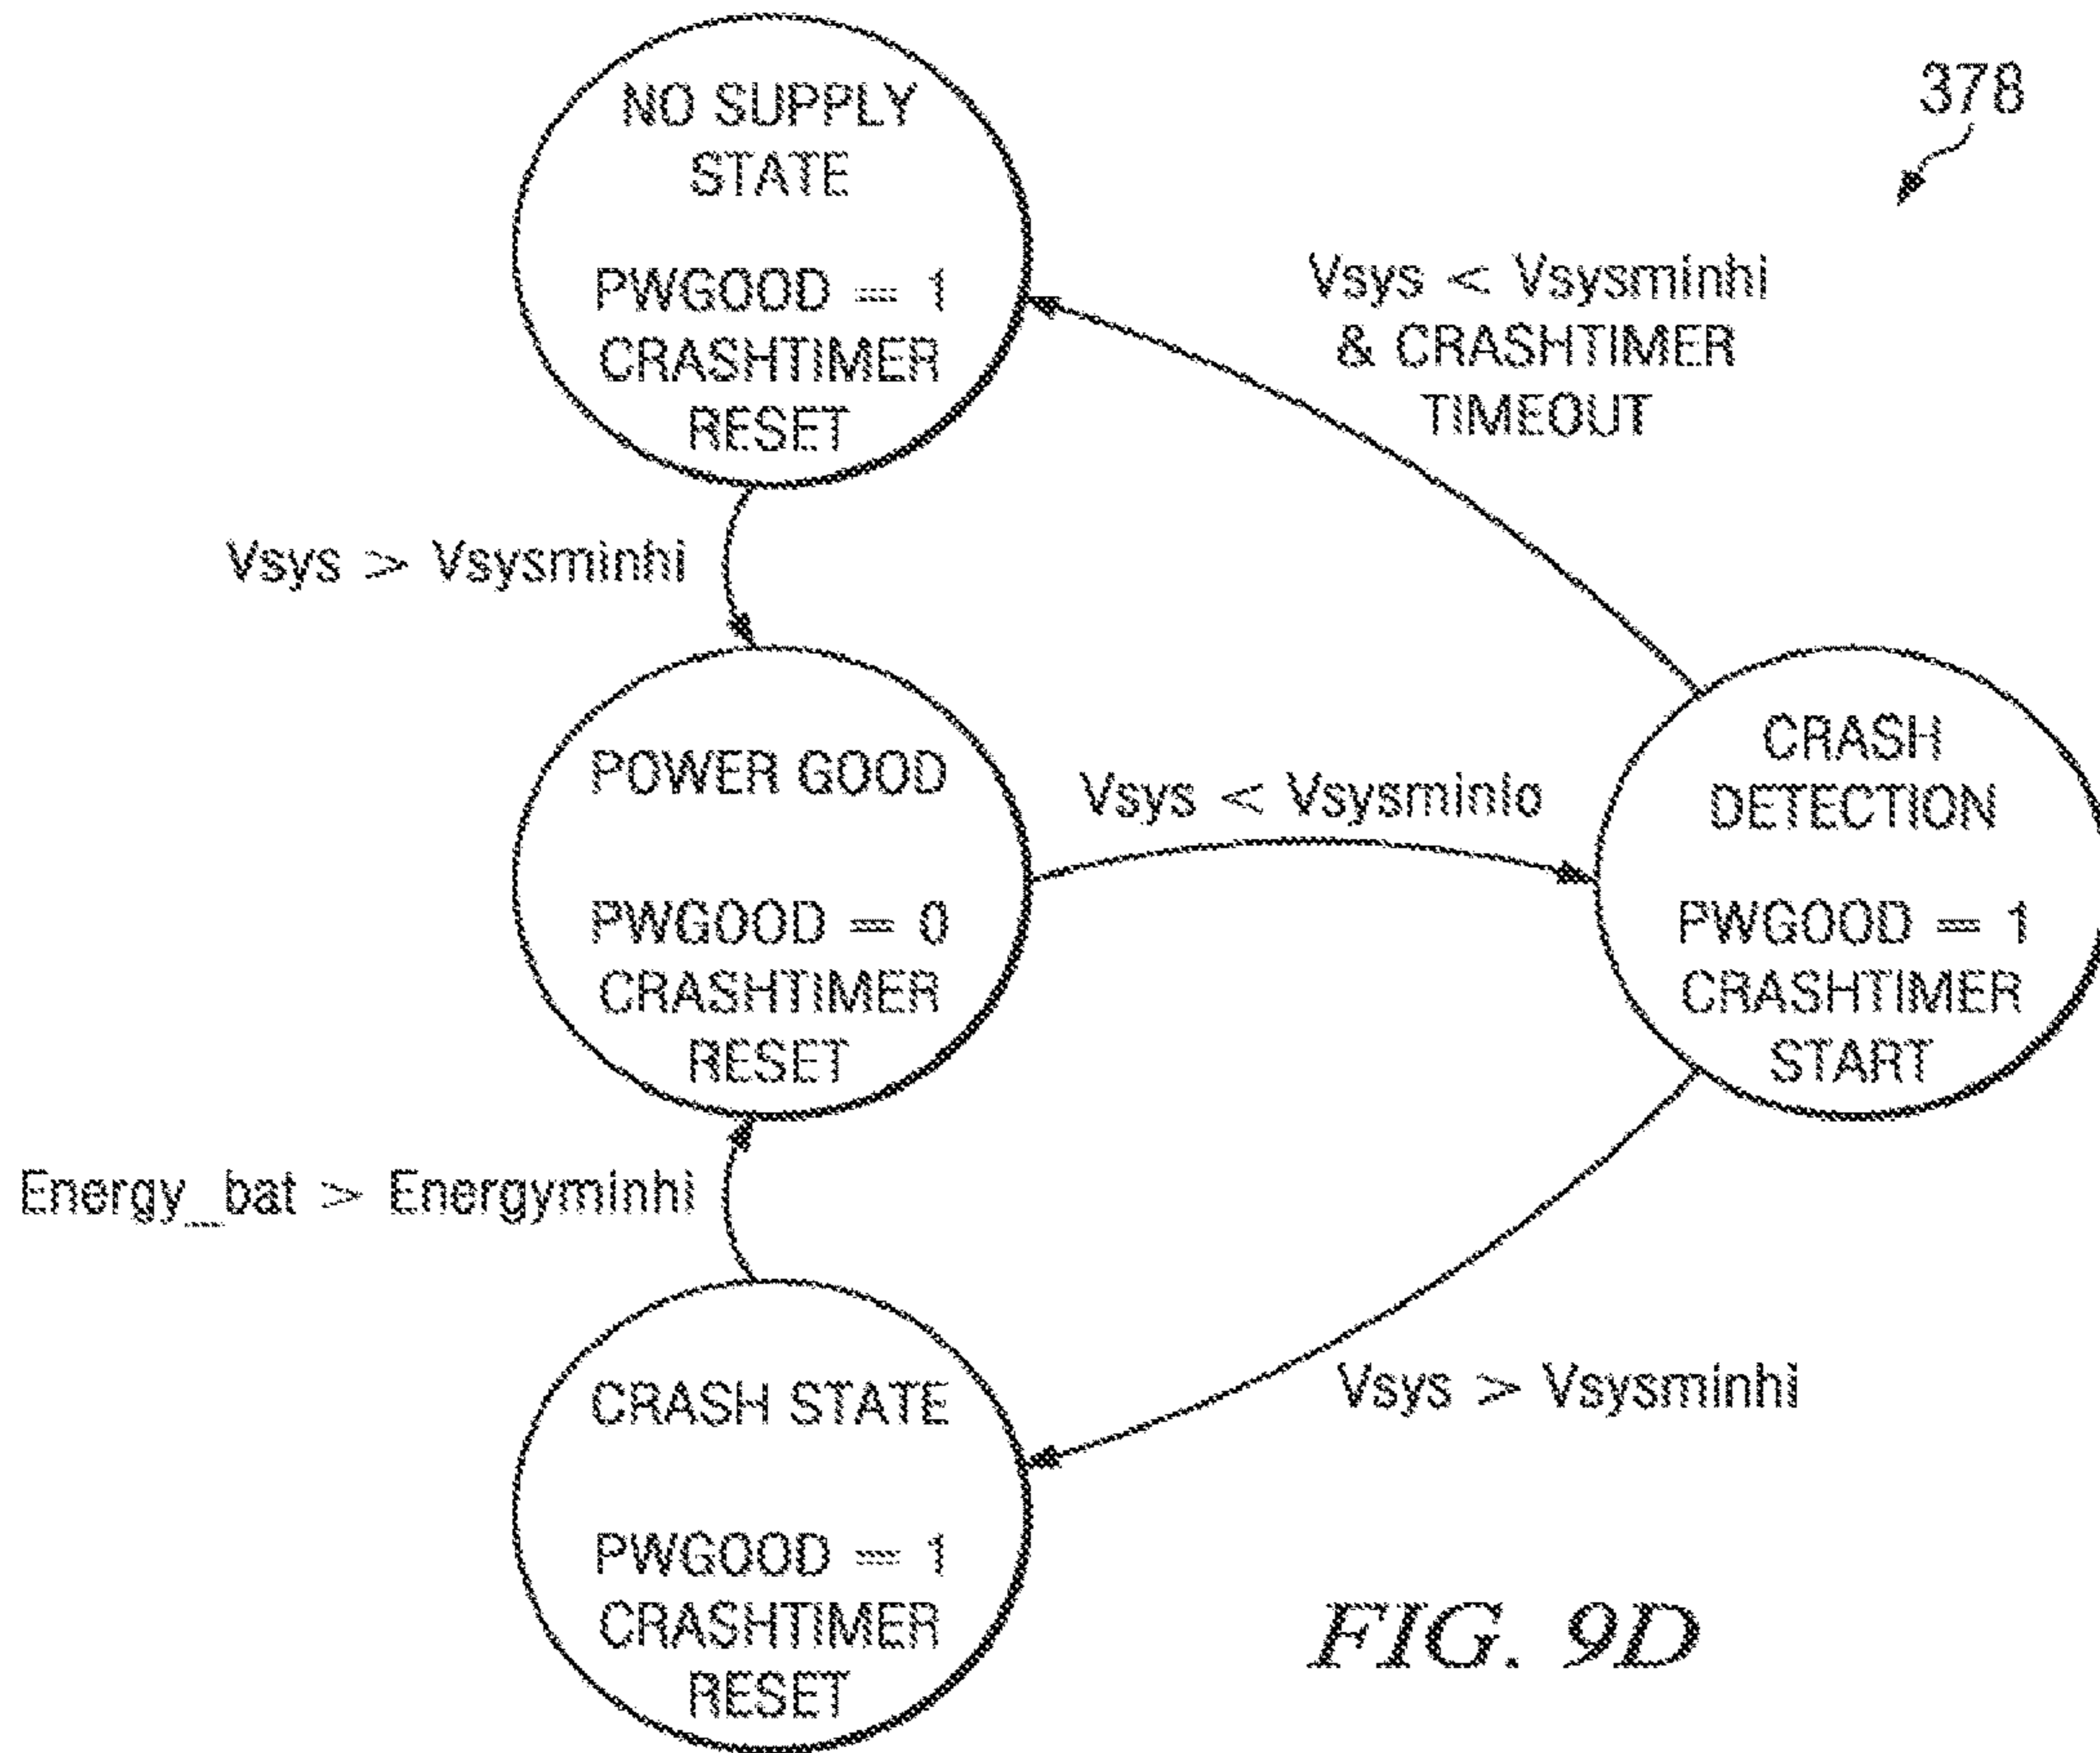 NO SUPPLY
STATE
PWGOOD = 1
CRASHTIMER
RESET
378
Vsys < Vsysminhi
& CRASHTIMER
TIMEOUT
Vsys > Vsysminhi
POWER GOOD
PWGOOD = 0
CRASHTIMER
RESET
Vsys < Vsysminlo
CRASH
DETECTION
PWGOOD = 1
CRASHTIMER
START
Energy_bat > Energyminhi
Vsys > Vsysminhi
CRASH STATE
PWGOOD = 1
CRASHTIMER
RESET
FIG. 9D